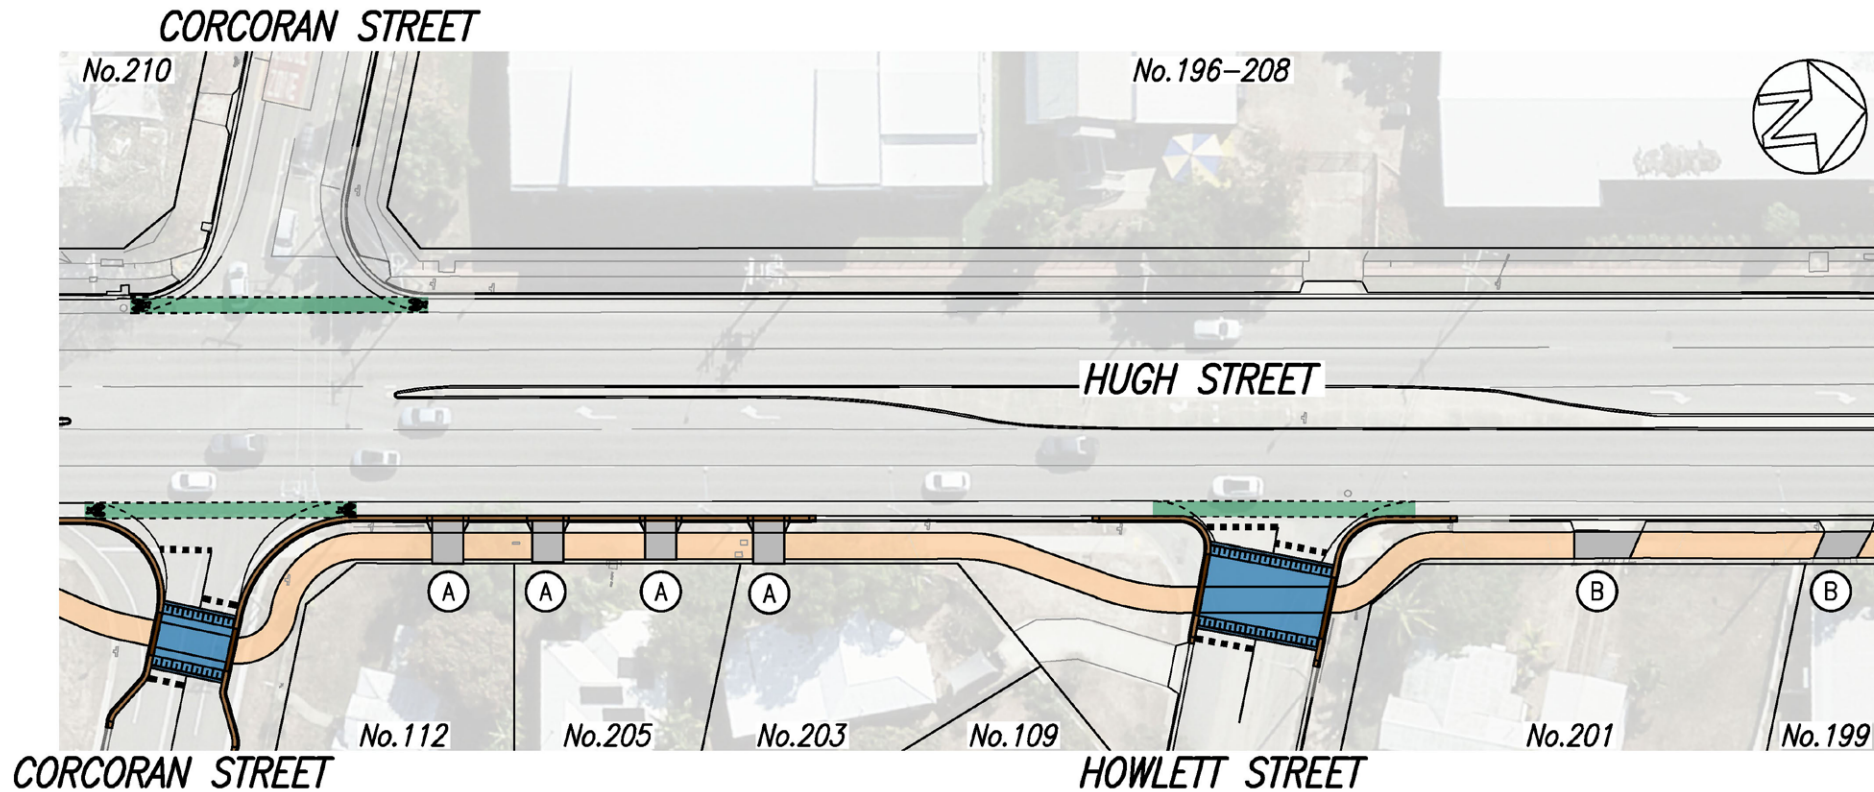 CORCORAN STREET
No.210
No.196-208
N
HUGH STREET
A
A
A
A
B
B
No.112
No.205
No.203
No.109
No.201
No.199
CORCORAN STREET
HOWLETT STREET